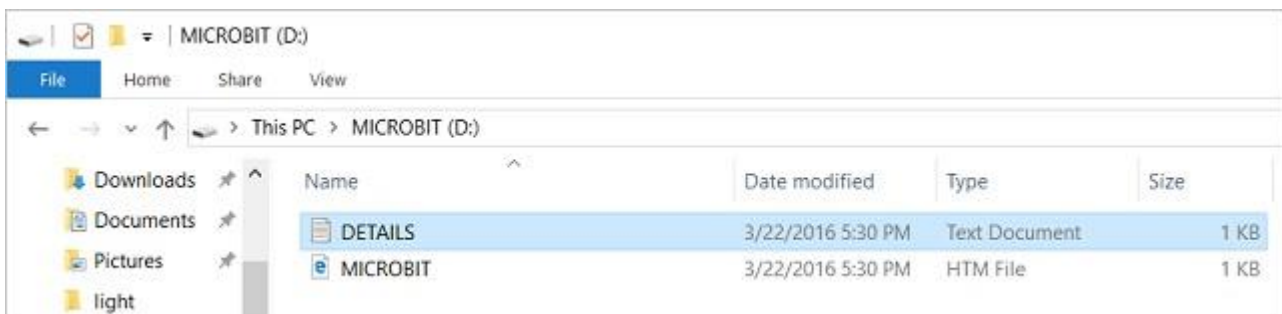 MICROBIT (D:)
File Home Share View
This PC > MICROBIT (D:)
Downloads Name Date modified Type Size
Documents DETAILS 3/22/2016 5:30 PM Text Document 1 KB
Pictures MICROBIT 3/22/2016 5:30 PM HTM File 1 KB
light